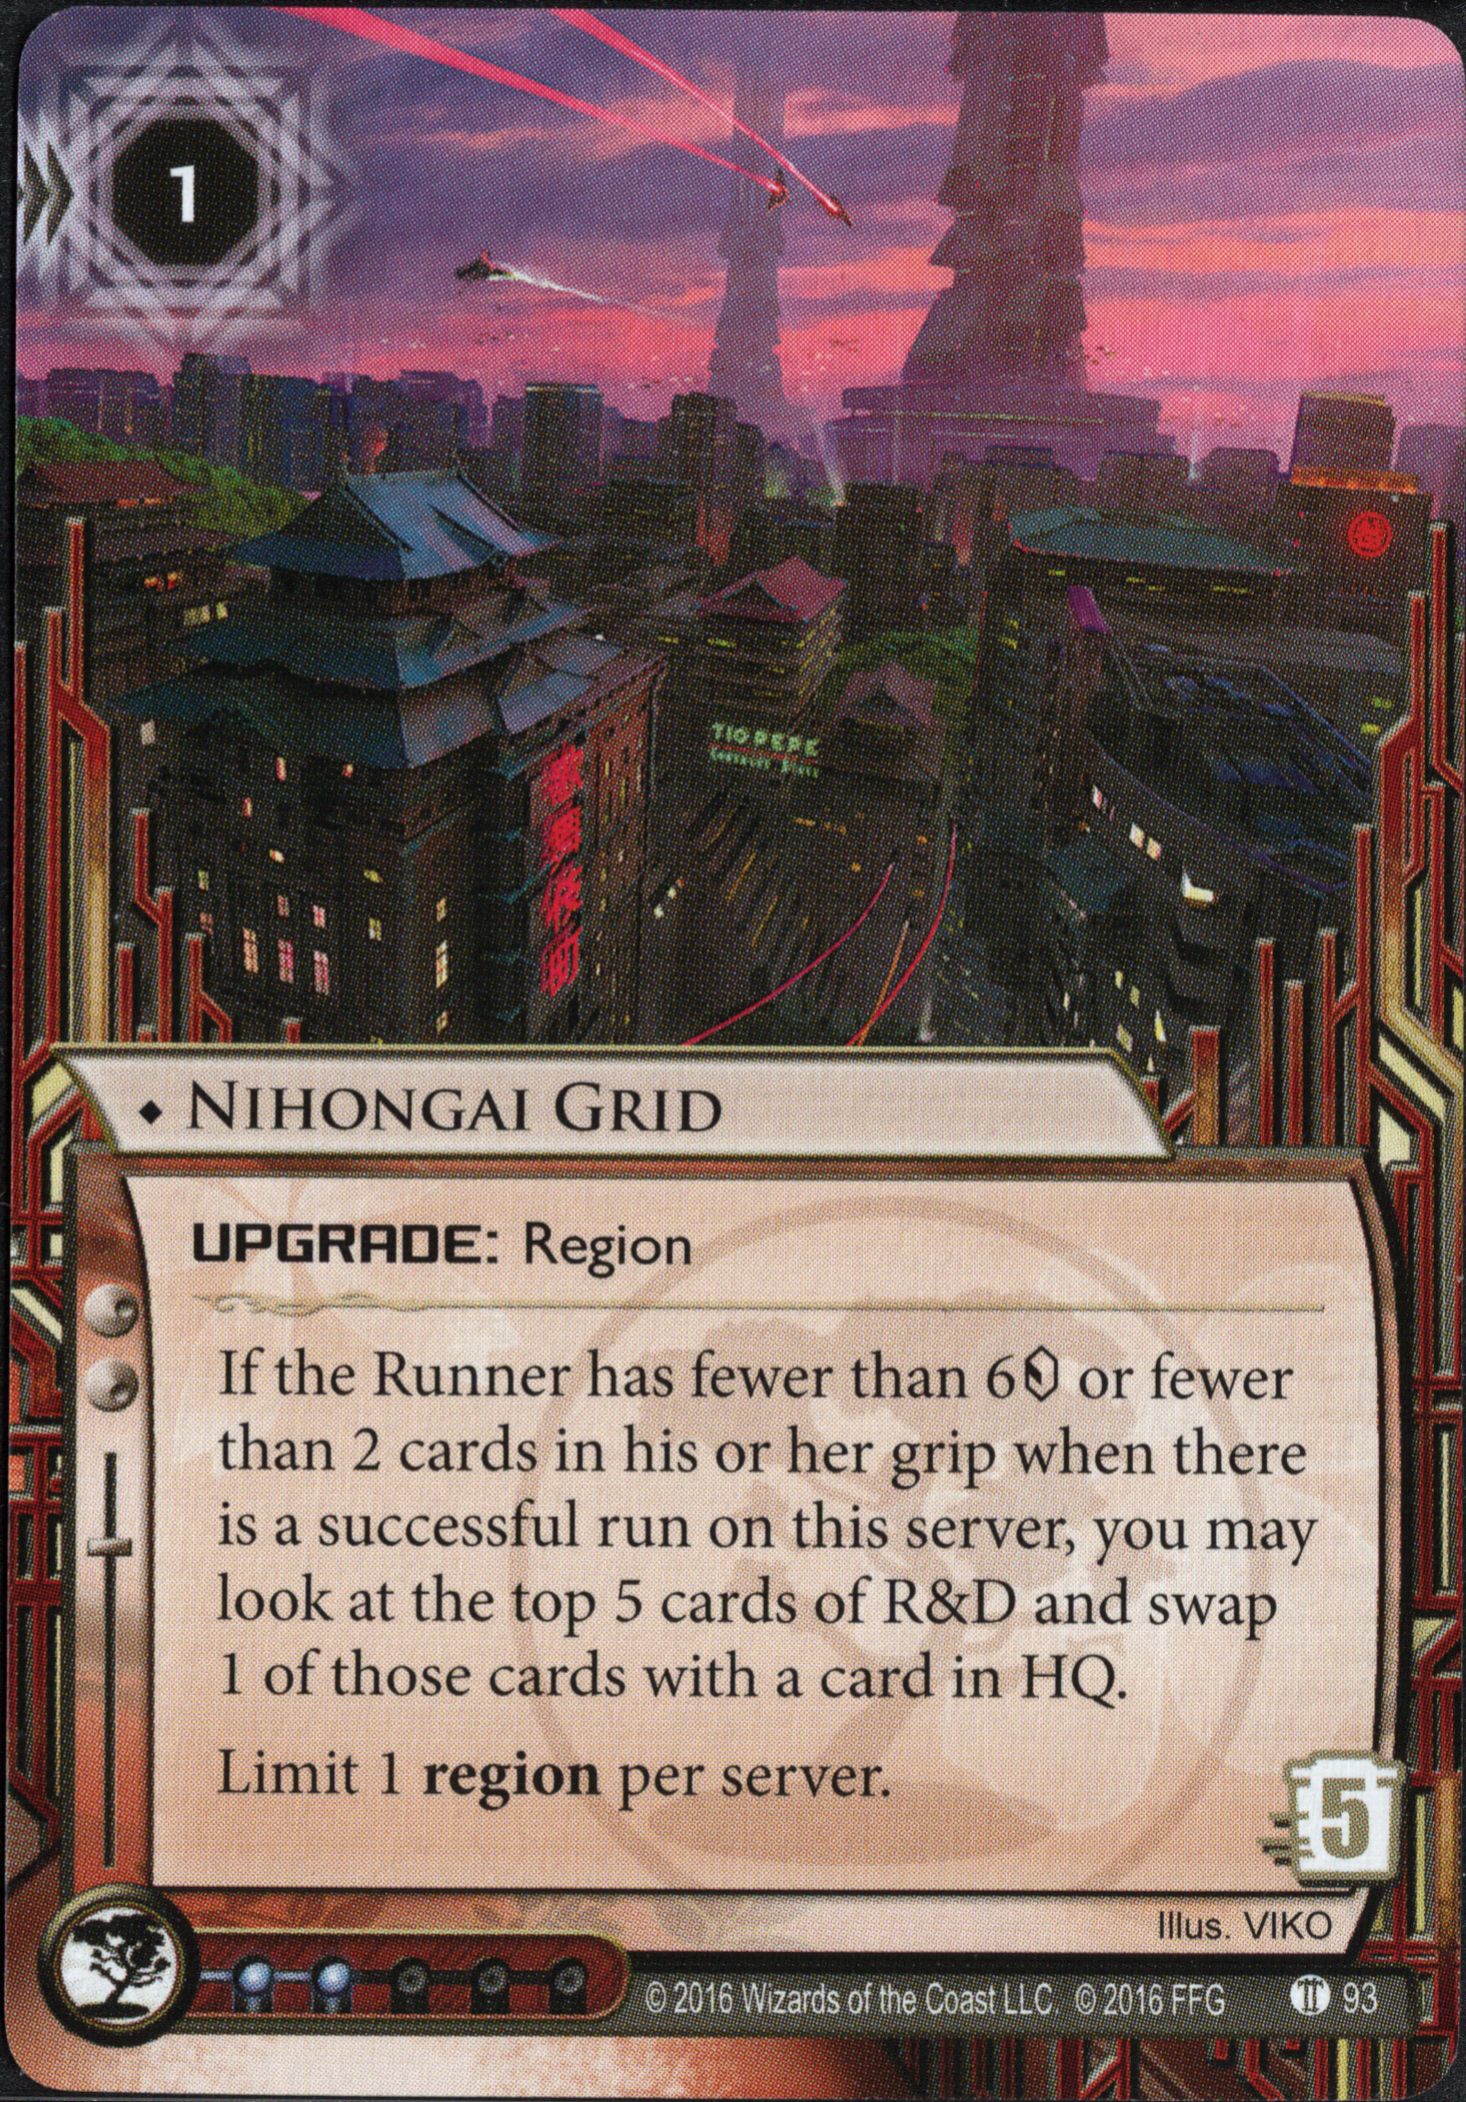 1
TIO PEPE
◆ NIHONGAI GRID
UPGRADE: Region
If the Runner has fewer than 6 or fewer
than 2 cards in his or her grip when there
is a successful run on this server, you may
look at the top 5 cards of R&D and swap
1 of those cards with a card in HQ.
Limit 1 region per server.
5
Illus. VIKO
© 2016 Wizards of the Coast LLC © 2016 FFG 93